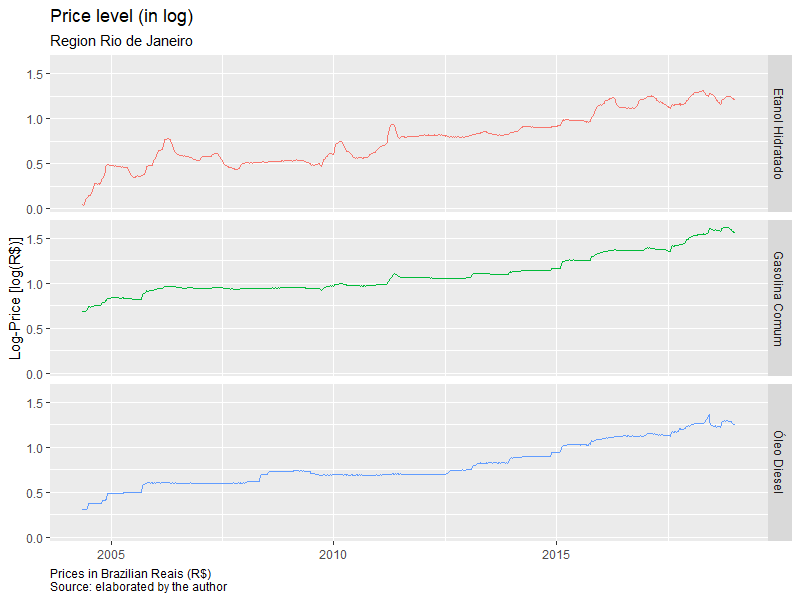 Price level (in log)
Region Rio de Janeiro
Log-Price [log(R$)]
1.5
1.0
0.5
0.0
Etanol Hidratado
1.5
1.0
0.5
0.0
Gasolina Comum
1.5
1.0
0.5
0.0
Óleo Diesel
2005
2010
2015
Prices in Brazilian Reais (R$)
Source: elaborated by the author